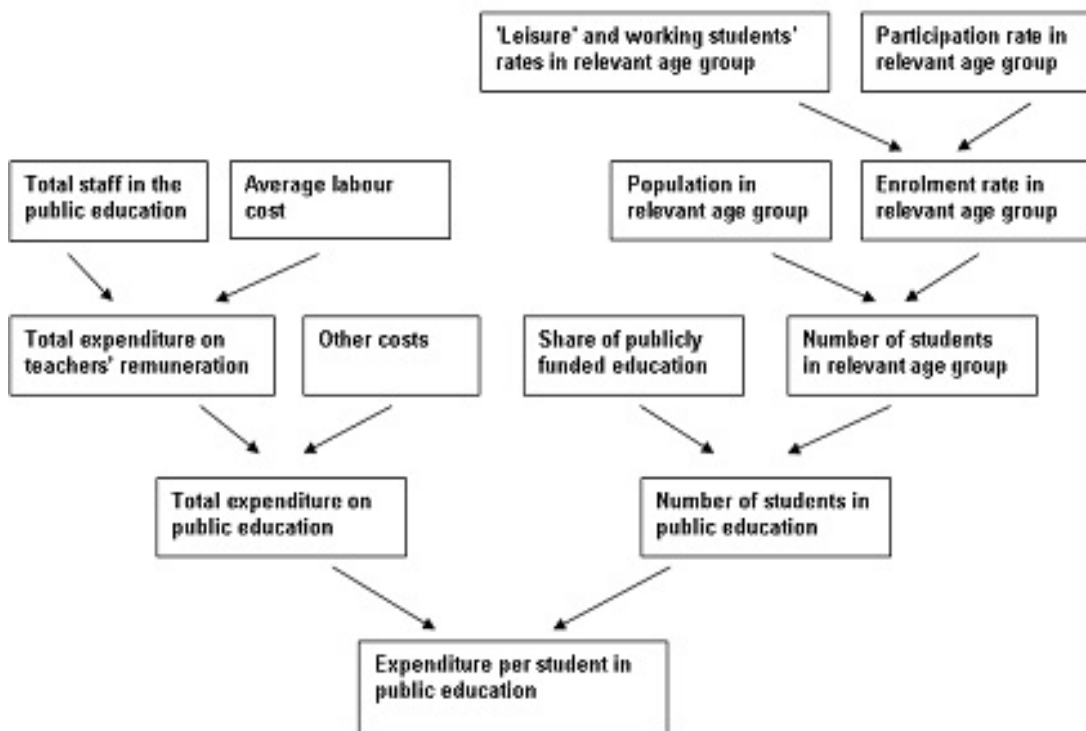 'Leisure' and working students'
rates in relevant age group
Participation rate in
relevant age group
Total staff in the
public education
Average labour
cost
Population in
relevant age group
Enrolment rate in
relevant age group
Total expenditure on
teachers' remuneration
Other costs
Share of publicly
funded education
Number of students
in relevant age group
Total expenditure on
public education
Number of students in
public education
Expenditure per student in
public education